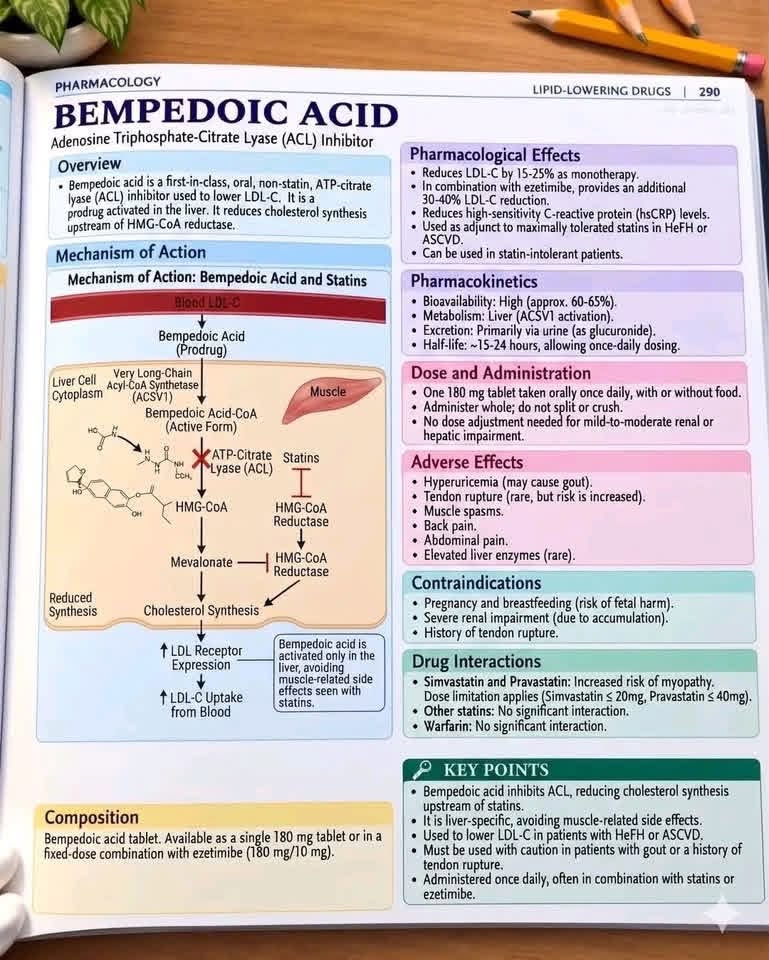 PHARMACOLOGY
LIPID-LOWERING DRUGS | 290
BEMPEDOIC ACID
Adenosine Triphosphate-Citrate Lyase (ACL) Inhibitor
Overview
• Bempedoic acid is a first-in-class, oral, non-statin, ATP-citrate
lyase (ACL) inhibitor used to lower LDL-C. It is a
prodrug activated in the liver. It reduces cholesterol synthesis
upstream of HMG-CoA reductase.
Mechanism of Action
Mechanism of Action: Bempedoic Acid and Statins
Blood LDL-C
Bempedoic Acid
(Prodrug)
Liver Cell
Cytoplasm
Very Long-Chain
Acyl-CoA Synthetase
(ACSV1)
Muscle
Bempedoic Acid-CoA
(Active Form)
ATP-Citrate
Lyase (ACL)
Statins
HO
O
H
N
H
N
N
H
O
NH
O
HO
O
OH
HMG-CoA
HMG-CoA
Reductase
Mevalonate
HMG-CoA
Reductase
Reduced
Synthesis
Cholesterol Synthesis
↑ LDL Receptor
Expression
↑ LDL-C Uptake
from Blood
Bempedoic acid is
activated only in the
liver, avoiding
muscle-related side
effects seen with
statins.
Composition
Bempedoic acid tablet. Available as a single 180 mg tablet or in a
fixed-dose combination with ezetimibe (180 mg/10 mg).
Pharmacological Effects
• Reduces LDL-C by 15-25% as monotherapy.
• In combination with ezetimibe, provides an additional
30-40% LDL-C reduction.
• Reduces high-sensitivity C-reactive protein (hsCRP) levels.
• Used as adjunct to maximally tolerated statins in HeFH or
ASCVD.
• Can be used in statin-intolerant patients.
Pharmacokinetics
• Bioavailability: High (approx. 60-65%).
• Metabolism: Liver (ACSV1 activation).
• Excretion: Primarily via urine (as glucuronide).
• Half-life: ~15-24 hours, allowing once-daily dosing.
Dose and Administration
• One 180 mg tablet taken orally once daily, with or without food.
• Administer whole; do not split or crush.
• No dose adjustment needed for mild-to-moderate renal or
hepatic impairment.
Adverse Effects
• Hyperuricemia (may cause gout).
• Tendon rupture (rare, but risk is increased).
• Muscle spasms.
• Back pain.
• Abdominal pain.
• Elevated liver enzymes (rare).
Contraindications
• Pregnancy and breastfeeding (risk of fetal harm).
• Severe renal impairment (due to accumulation).
• History of tendon rupture.
Drug Interactions
• Simvastatin and Pravastatin: Increased risk of myopathy.
Dose limitation applies (Simvastatin ≤ 20mg, Pravastatin ≤ 40mg).
• Other statins: No significant interaction.
• Warfarin: No significant interaction.
KEY POINTS
• Bempedoic acid inhibits ACL, reducing cholesterol synthesis
upstream of statins.
• It is liver-specific, avoiding muscle-related side effects.
• Used to lower LDL-C in patients with HeFH or ASCVD.
• Must be used with caution in patients with gout or a history of
tendon rupture.
• Administered once daily, often in combination with statins or
ezetimibe.